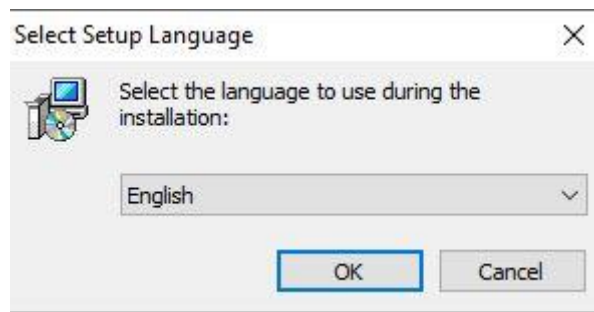 Select Setup Language
Select the language to use during the
installation:
English
OK
Cancel